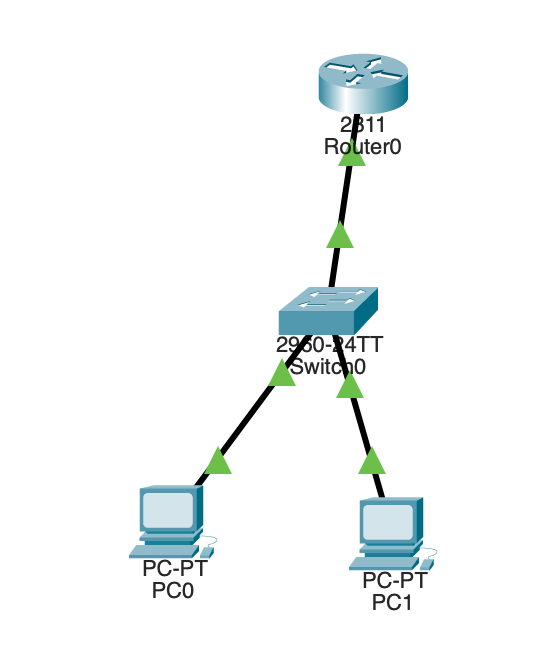 2811
Router0
2960-24TT
Switch0
PC-PT
PC0
PC-PT
PC1